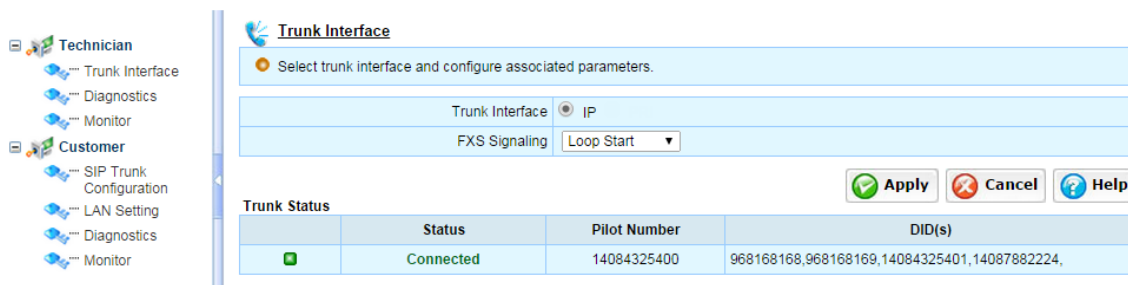 Technician
Trunk Interface
Diagnostics
Monitor
Customer
SIP Trunk
Configuration
LAN Setting
Diagnostics
Monitor
Trunk Interface
Select trunk interface and configure associated parameters.
Trunk Interface IP
FXS Signaling Loop Start
Apply Cancel Help
Trunk Status
Status Pilot Number DID(s)
Connected 14084325400 968168168,968168169,14084325401,14087882224,